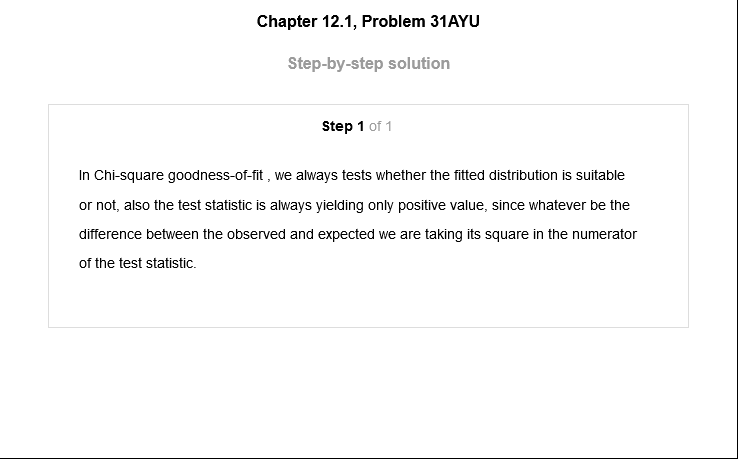 Chapter 12.1, Problem 31AYU
Step-by-step solution
Step 1 of 1
In Chi-square goodness-of-fit , we always tests whether the fitted distribution is suitable
or not, also the test statistic is always yielding only positive value, since whatever be the
difference between the observed and expected we are taking its square in the numerator
of the test statistic.